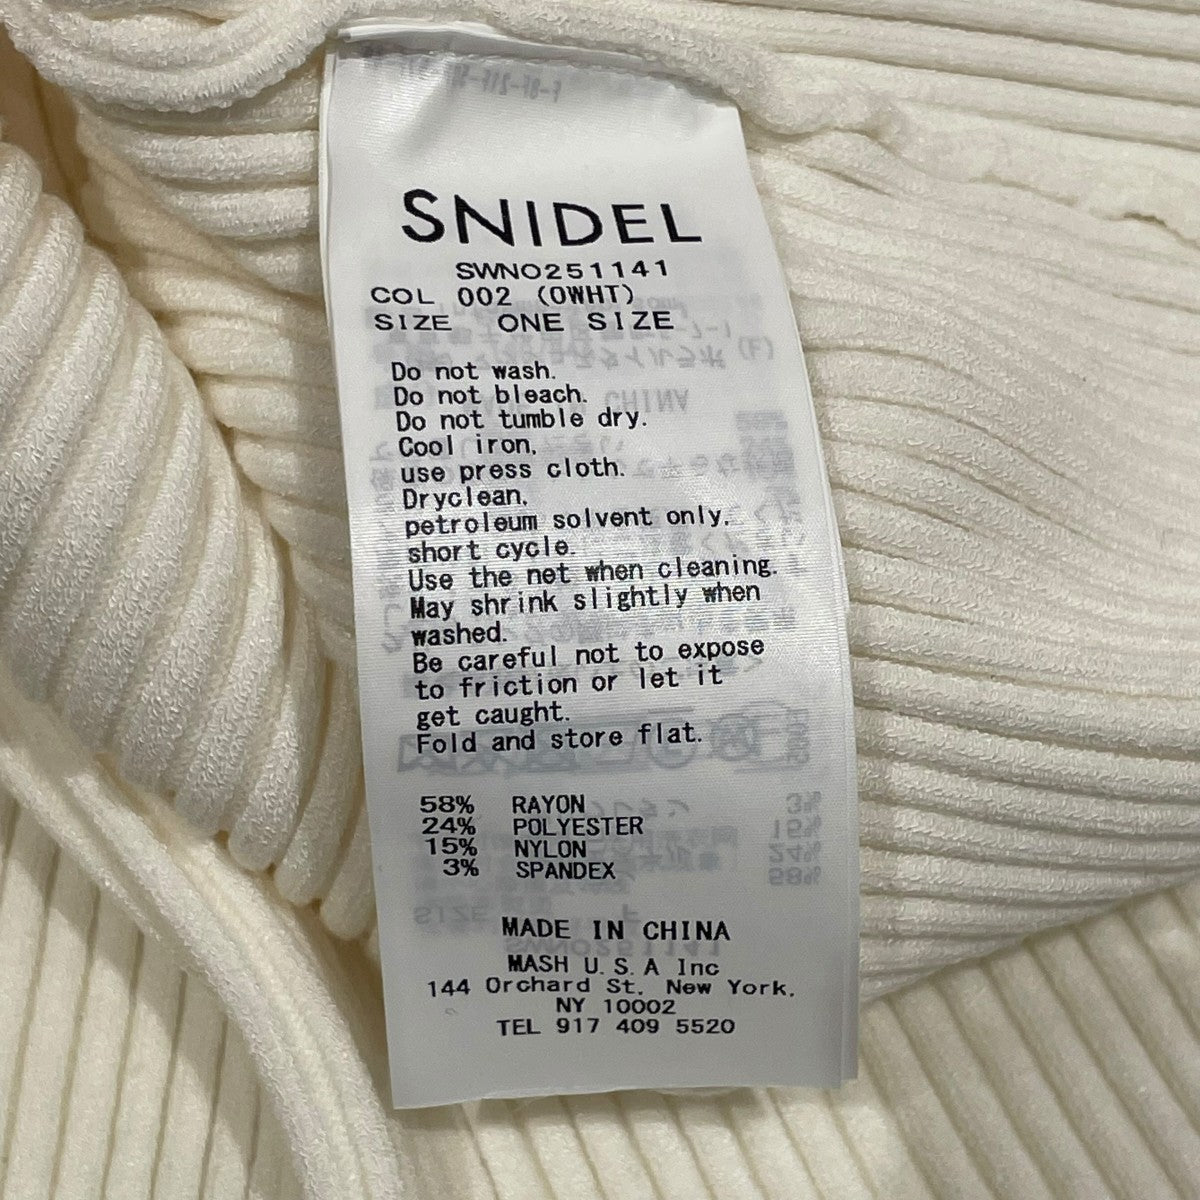 SNIDEL
SWNO251141
COL 002 (OWHT)
SIZE ONE SIZE
Do not wash.
Do not bleach.
Do not tumble dry.
Cool iron,
use press cloth.
Dryclean,
petroleum solvent only,
short cycle.
Use the net when cleaning.
May shrink slightly when
washed.
Be careful not to expose
to friction or let it
get caught.
Fold and store flat.
58% RAYON
24% POLYESTER
15% NYLON
3% SPANDEX
MADE IN CHINA
MASH U.S.A Inc
144 Orchard St, New York,
NY 10002
TEL 917 409 5520